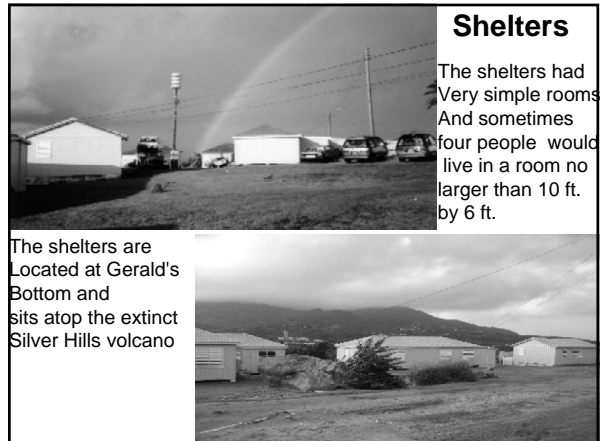 Shelters
The shelters had
Very simple rooms
And sometimes
four people would
live in a room no
larger than 10 ft.
by 6 ft.
The shelters are
Located at Gerald's
Bottom and
sits atop the extinct
Silver Hills volcano